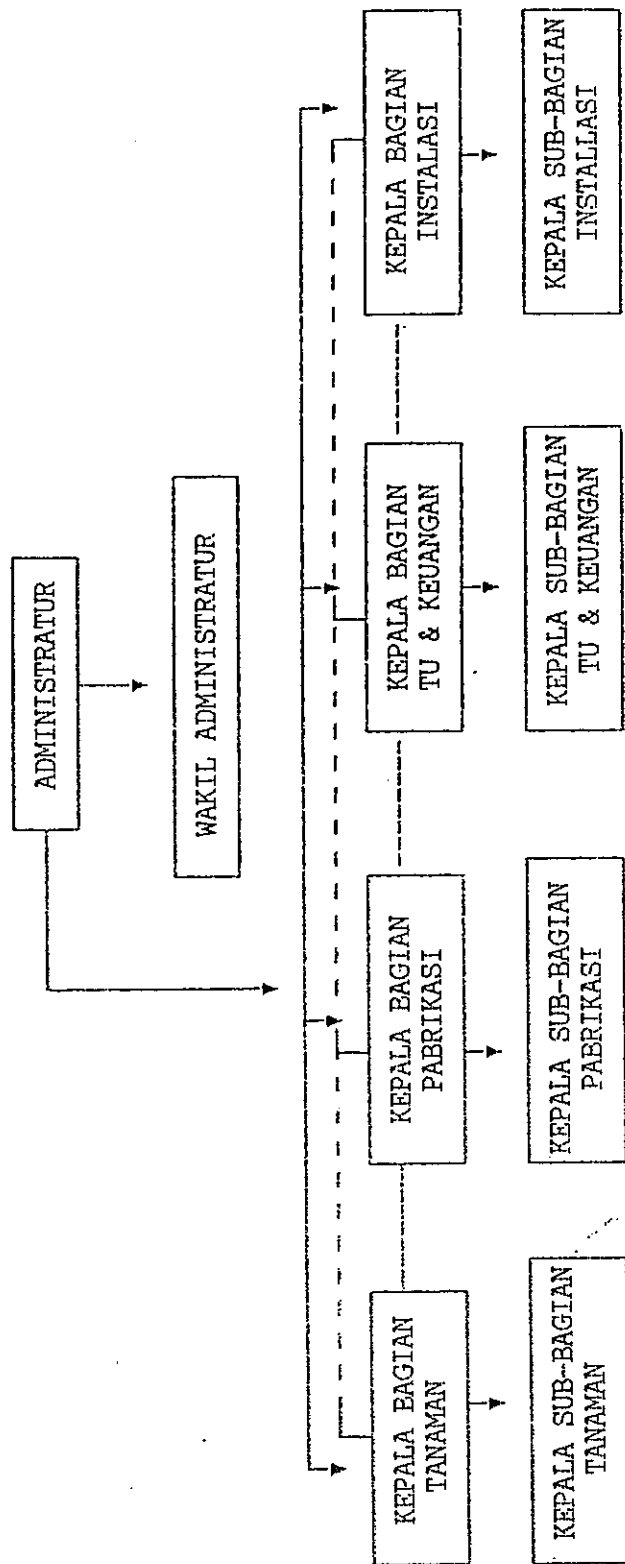 ADMINISTRATUR
WAKIL ADMINISTRATUR
KEPALA BAGIAN
TANAMAN
KEPALA BAGIAN
PABRIKASI
KEPALA BAGIAN
TU & KEUANGAN
KEPALA BAGIAN
INSTALASI
KEPALA SUB-BAGIAN
TANAMAN
KEPALA SUB-BAGIAN
PABRIKASI
KEPALA SUB-BAGIAN
TU & KEUANGAN
KEPALA SUB-BAGIAN
INSTALLASI